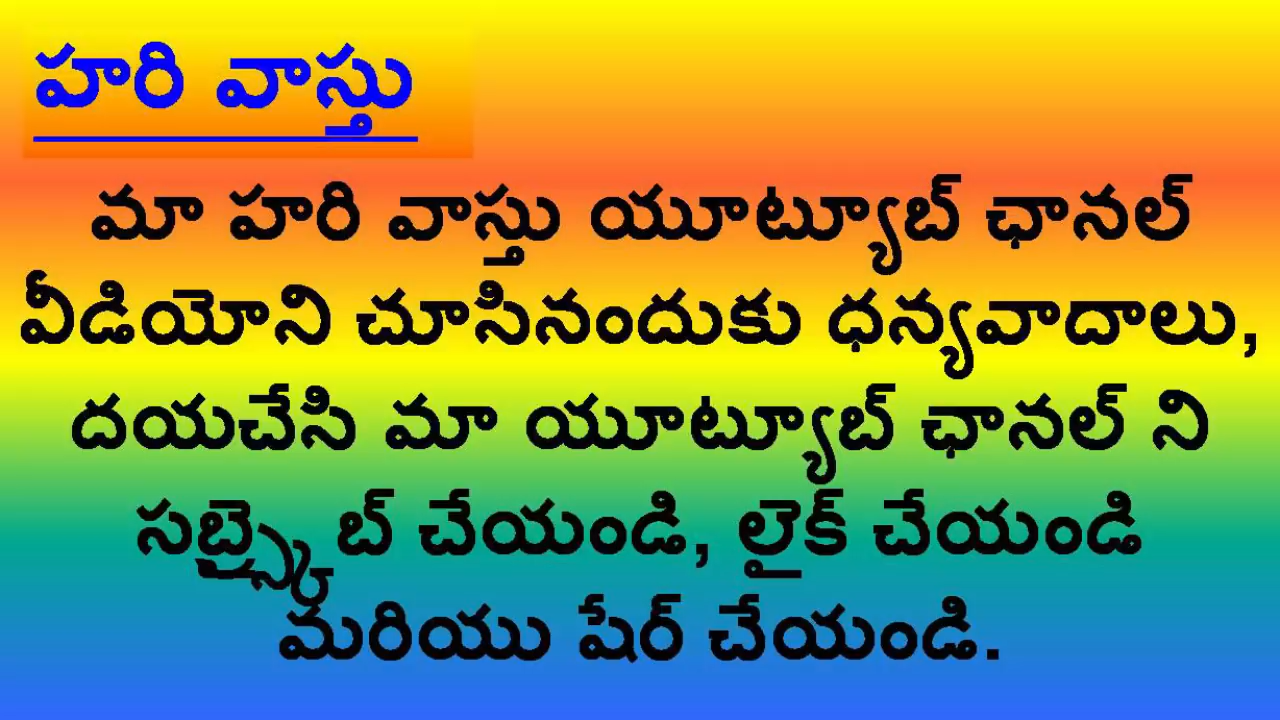 హరి వాస్తు
మా హరి వాస్తు యూట్యూబ్ ఛానల్
వీడియోని చూసినందుకు ధన్యవాదాలు,
దయచేసి మా యూట్యూబ్ ఛానల్ ని
సబ్స్క్రైబ్ చేయండి, లైక్ చేయండి
మరియు షేర్ చేయండి.